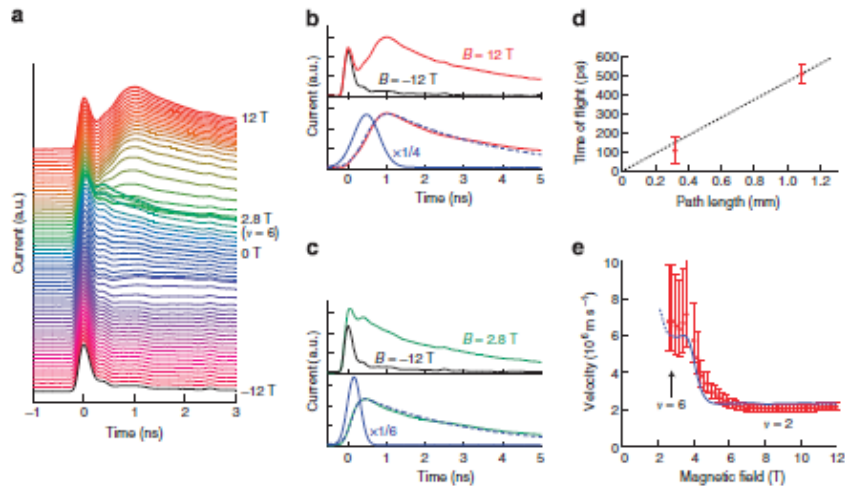 a
Current (a.u.)
12 T
2.8 T
(ν = 6)
0 T
−12 T
−1 0 1 2 3
Time (ns)
b
Current (a.u.)
B = 12 T
B = −12 T
×1/4
0 1 2 3 4 5
Time (ns)
c
Current (a.u.)
B = 2.8 T
B = −12 T
×1/6
0 1 2 3 4 5
Time (ns)
d
Time of flight (ps)
600
500
400
300
200
100
0
0 0.2 0.4 0.6 0.8 1.0 1.2
Path length (mm)
e
Velocity (10⁶ m s⁻¹)
10
8
6
4
2
0
ν = 6
ν = 2
0 2 4 6 8 10 12
Magnetic field (T)